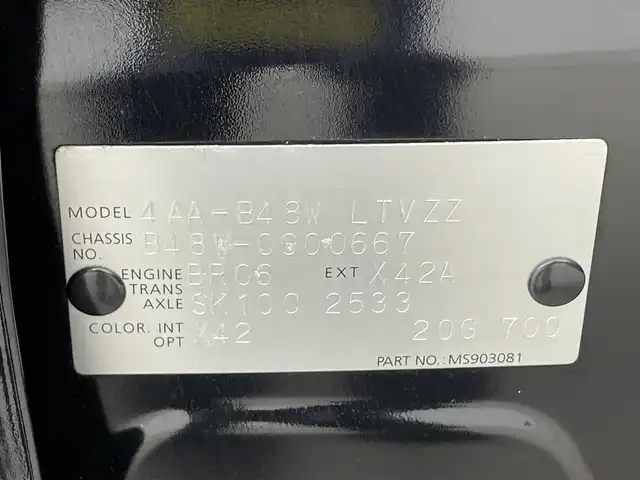 MODEL 4AA-B48W LTVZZ
CHASSIS NO. B48W-0000667
ENGINE BR06 EXT X42A
TRANS AXLE SK100 2533
COLOR. INT X42 20G 700
OPT
PART NO.:MS903081